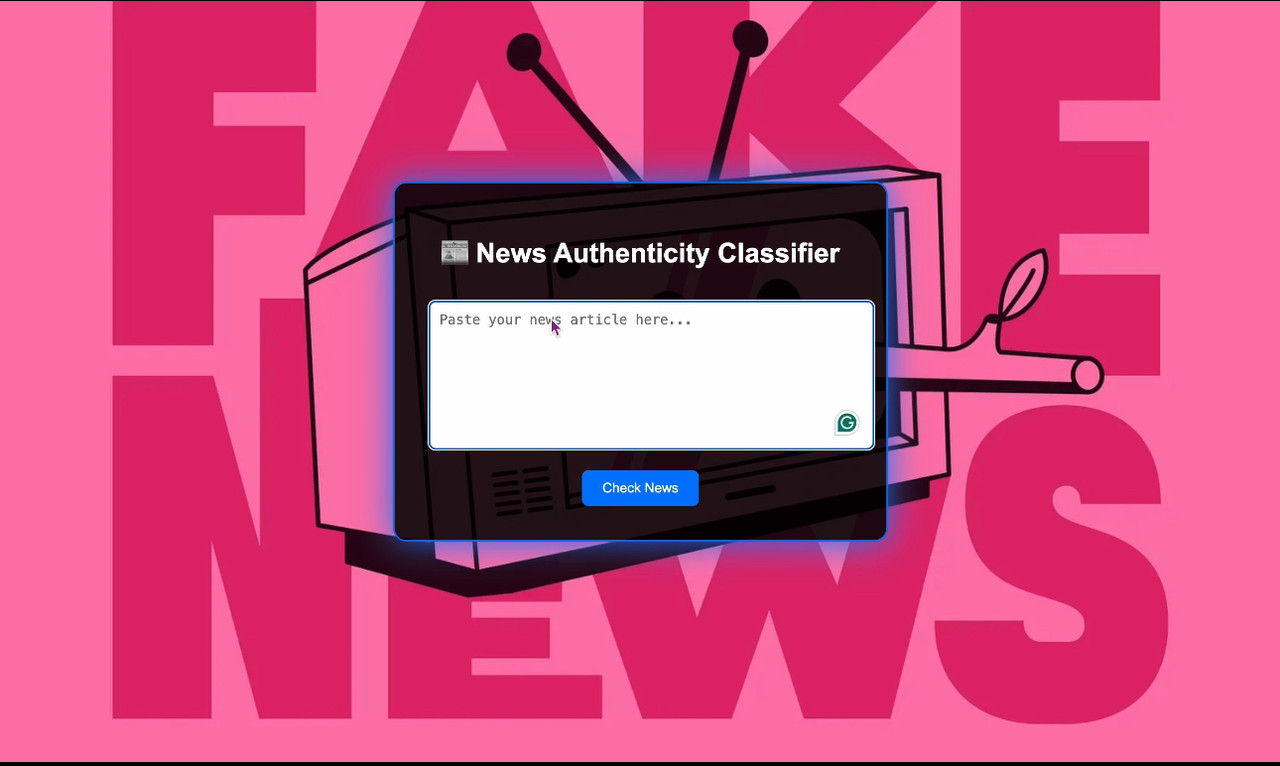 FAKE
NEWS
📰 News Authenticity Classifier
Paste your news article here...
Check News